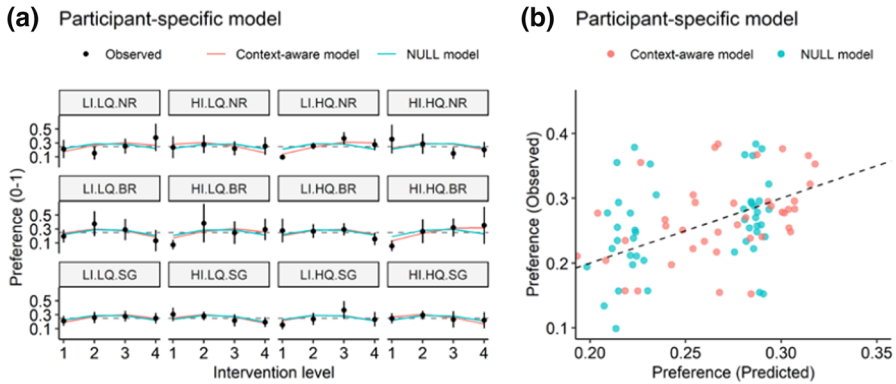 (a) Participant-specific model
Observed Context-aware model NULL model
LI.LQ.NR HI.LQ.NR LI.HQ.NR HI.HQ.NR
0.5
0.3
0.1
LI.LQ.BR HI.LQ.BR LI.HQ.BR HI.HQ.BR
0.5
0.3
0.1
LI.LQ.SG HI.LQ.SG LI.HQ.SG HI.HQ.SG
0.5
0.3
0.1
Preference (0-1)
1 2 3 4 1 2 3 4 1 2 3 4 1 2 3 4
Intervention level
(b) Participant-specific model
Context-aware model NULL model
Preference (Observed)
0.4
0.3
0.2
0.1
0.20 0.25 0.30 0.35
Preference (Predicted)